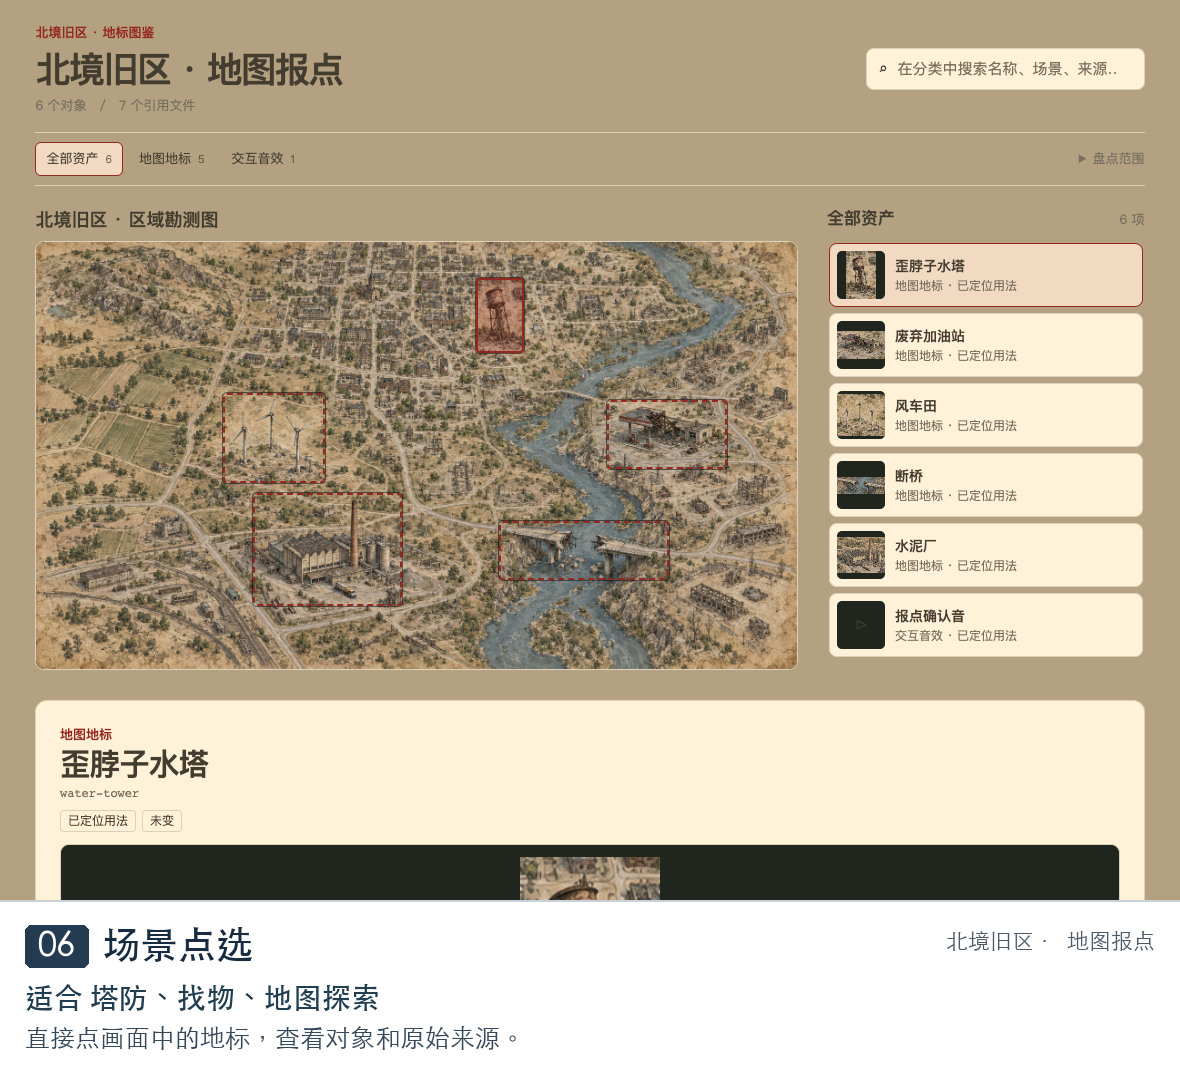 北境旧区 · 地标图鉴
北境旧区 · 地图报点
6 个对象 / 7 个引用文件
在分类中搜索名称、场景、来源..
全部资产 6 地图地标 5 交互音效 1
▶ 盘点范围
北境旧区 · 区域勘测图
全部资产 6 项
歪脖子水塔
地图地标 · 已定位用法
废弃加油站
地图地标 · 已定位用法
风车田
地图地标 · 已定位用法
断桥
地图地标 · 已定位用法
水泥厂
地图地标 · 已定位用法
报点确认音
交互音效 · 已定位用法
地图地标
歪脖子水塔
water-tower
已定位用法 未变
06 场景点选
北境旧区 · 地图报点
适合 塔防、找物、地图探索
直接点画面中的地标，查看对象和原始来源。